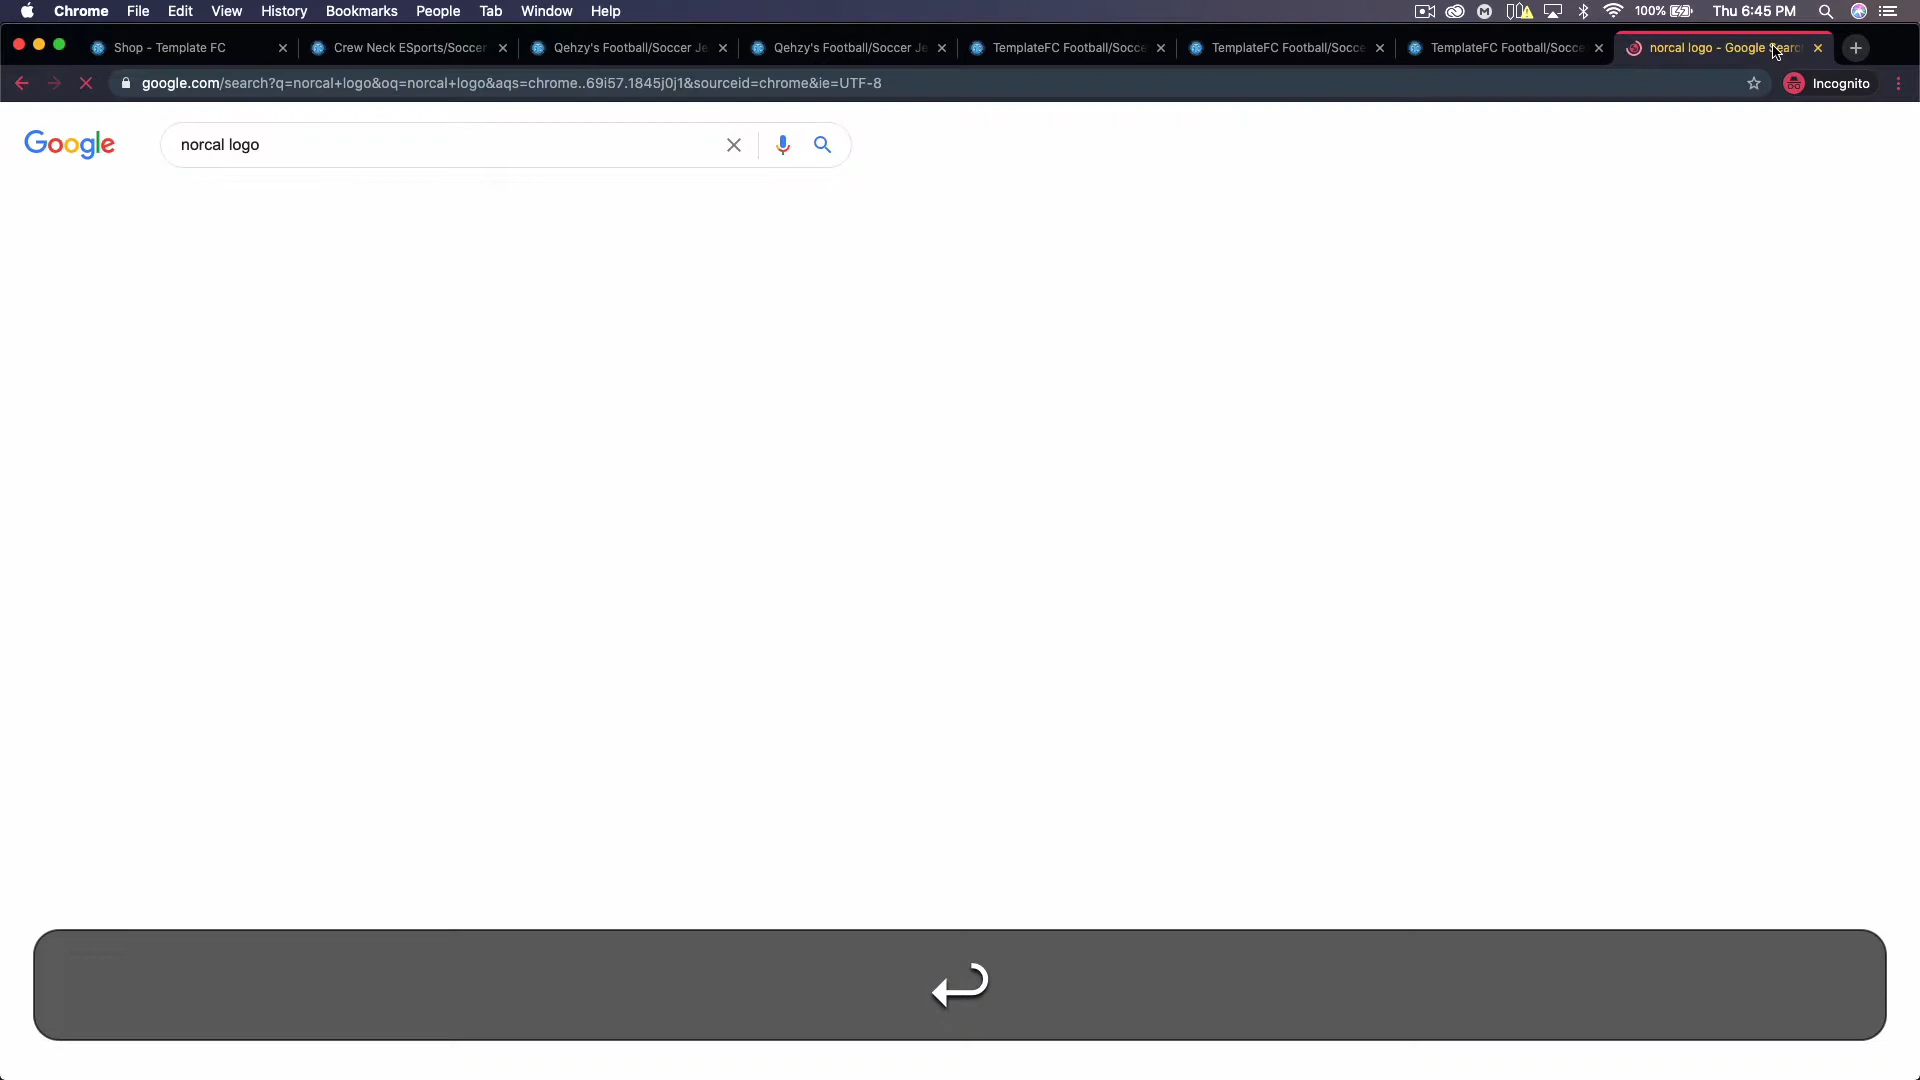 Chrome File Edit View History Bookmarks People Tab Window Help 100% Thu 6:45 PM
Shop - Template FC Crew Neck ESports/Soccer Qehzy's Football/Soccer Je Qehzy's Football/Soccer Je TemplateFC Football/Socce TemplateFC Football/Socce TemplateFC Football/Socce norcal logo - Google Searc
google.com/search?q=norcal+logo&oq=norcal+logo&aqs=chrome..69i57.1845j0j1&sourceid=chrome&ie=UTF-8 Incognito
Google norcal logo